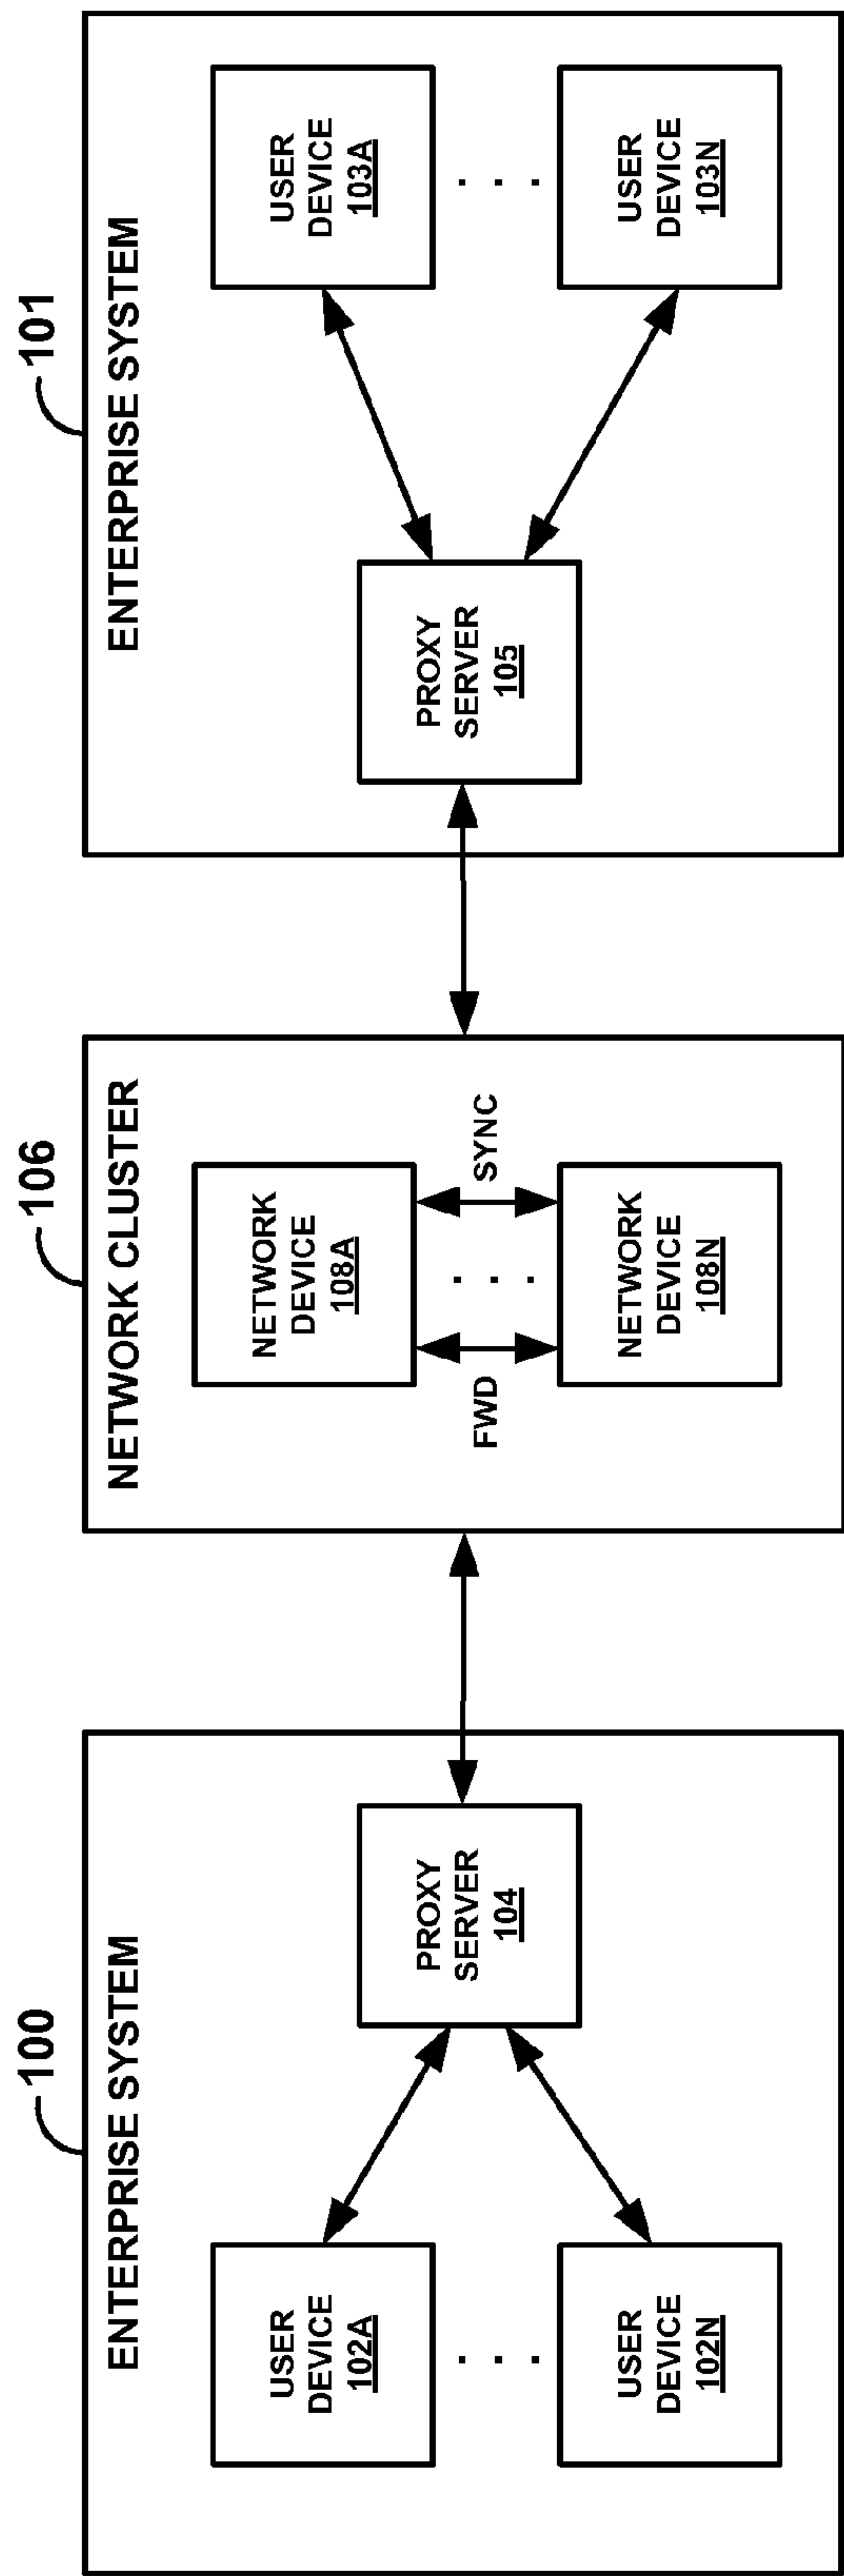 100
ENTERPRISE SYSTEM
USER
DEVICE
102A
. . .
USER
DEVICE
102N
PROXY
SERVER
104
106
NETWORK CLUSTER
NETWORK
DEVICE
108A
FWD
. . .
SYNC
NETWORK
DEVICE
108N
101
ENTERPRISE SYSTEM
PROXY
SERVER
105
USER
DEVICE
103A
. . .
USER
DEVICE
103N